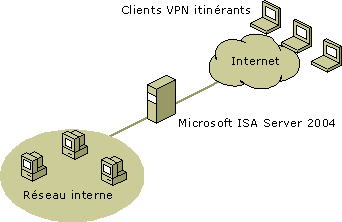 Clients VPN itinérants
Internet
Microsoft ISA Server 2004
Réseau interne